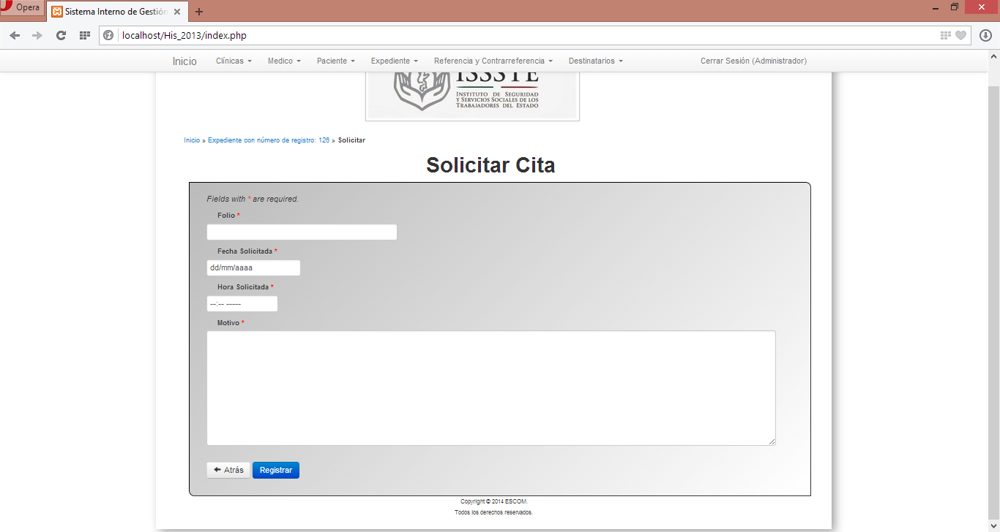 Opera
Sistema Interno de Gestión
localhost/His_2013/index.php
Inicio Clínicas Medico Paciente Expediente Referencia y Contrarreferencia Destinatarios Cerrar Sesión (Administrador)
ISSSTE
INSTITUTO DE SEGURIDAD
Y SERVICIOS SOCIALES DE LOS
TRABAJADORES DEL ESTADO
Inicio » Expediente con número de registro: 126 » Solicitar
Solicitar Cita
Fields with * are required.
Folio *
Fecha Solicitada *
dd/mm/aaaa
Hora Solicitada *
--:-- -----
Motivo *
Atrás Registrar
Copyright © 2014 ESCOM.
Todos los derechos reservados.